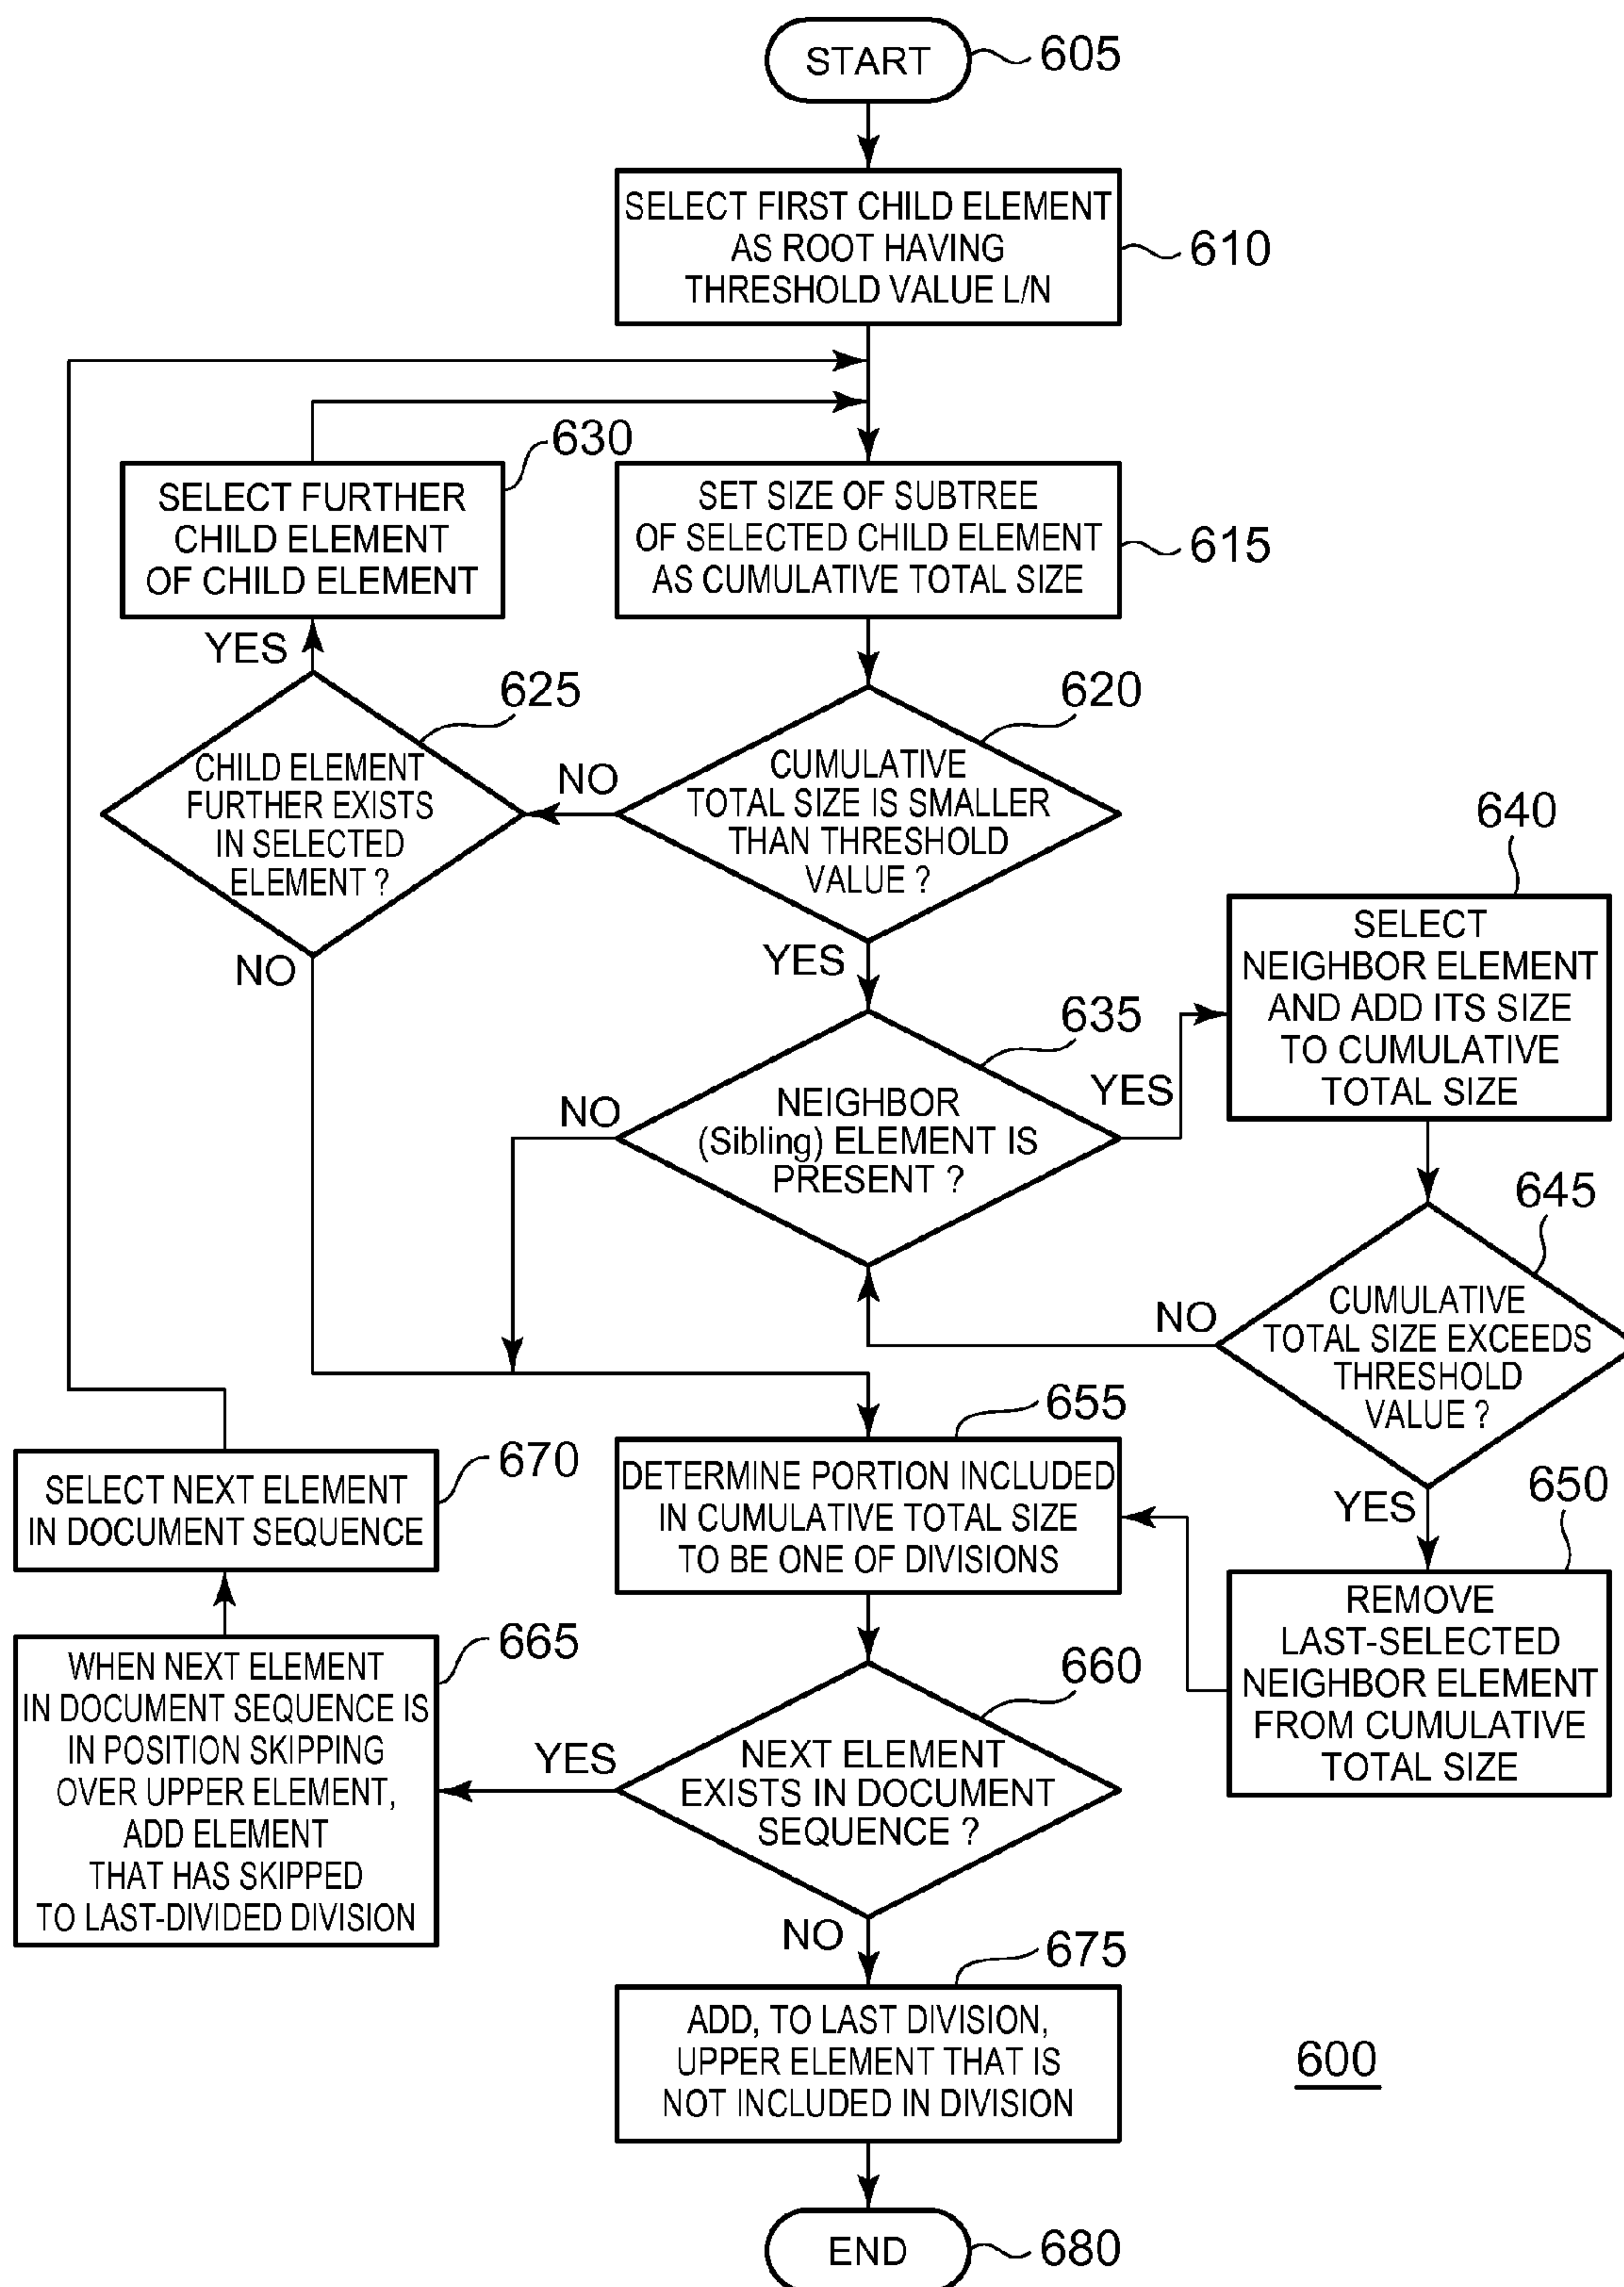 START
605
SELECT FIRST CHILD ELEMENT
AS ROOT HAVING
THRESHOLD VALUE L/N
610
630
SELECT FURTHER
CHILD ELEMENT
OF CHILD ELEMENT
SET SIZE OF SUBTREE
OF SELECTED CHILD ELEMENT
AS CUMULATIVE TOTAL SIZE
615
YES
625
CHILD ELEMENT
FURTHER EXISTS
IN SELECTED
ELEMENT ?
NO
NO
620
CUMULATIVE
TOTAL SIZE IS SMALLER
THAN THRESHOLD
VALUE ?
YES
635
NEIGHBOR
(Sibling) ELEMENT IS
PRESENT ?
NO
YES
640
SELECT
NEIGHBOR ELEMENT
AND ADD ITS SIZE
TO CUMULATIVE
TOTAL SIZE
645
CUMULATIVE
TOTAL SIZE EXCEEDS
THRESHOLD
VALUE ?
NO
YES
650
REMOVE
LAST-SELECTED
NEIGHBOR ELEMENT
FROM CUMULATIVE
TOTAL SIZE
655
DETERMINE PORTION INCLUDED
IN CUMULATIVE TOTAL SIZE
TO BE ONE OF DIVISIONS
660
NEXT ELEMENT
EXISTS IN DOCUMENT
SEQUENCE ?
YES
665
WHEN NEXT ELEMENT
IN DOCUMENT SEQUENCE IS
IN POSITION SKIPPING
OVER UPPER ELEMENT,
ADD ELEMENT
THAT HAS SKIPPED
TO LAST-DIVIDED DIVISION
670
SELECT NEXT ELEMENT
IN DOCUMENT SEQUENCE
NO
675
ADD, TO LAST DIVISION,
UPPER ELEMENT THAT IS
NOT INCLUDED IN DIVISION
600
END
680